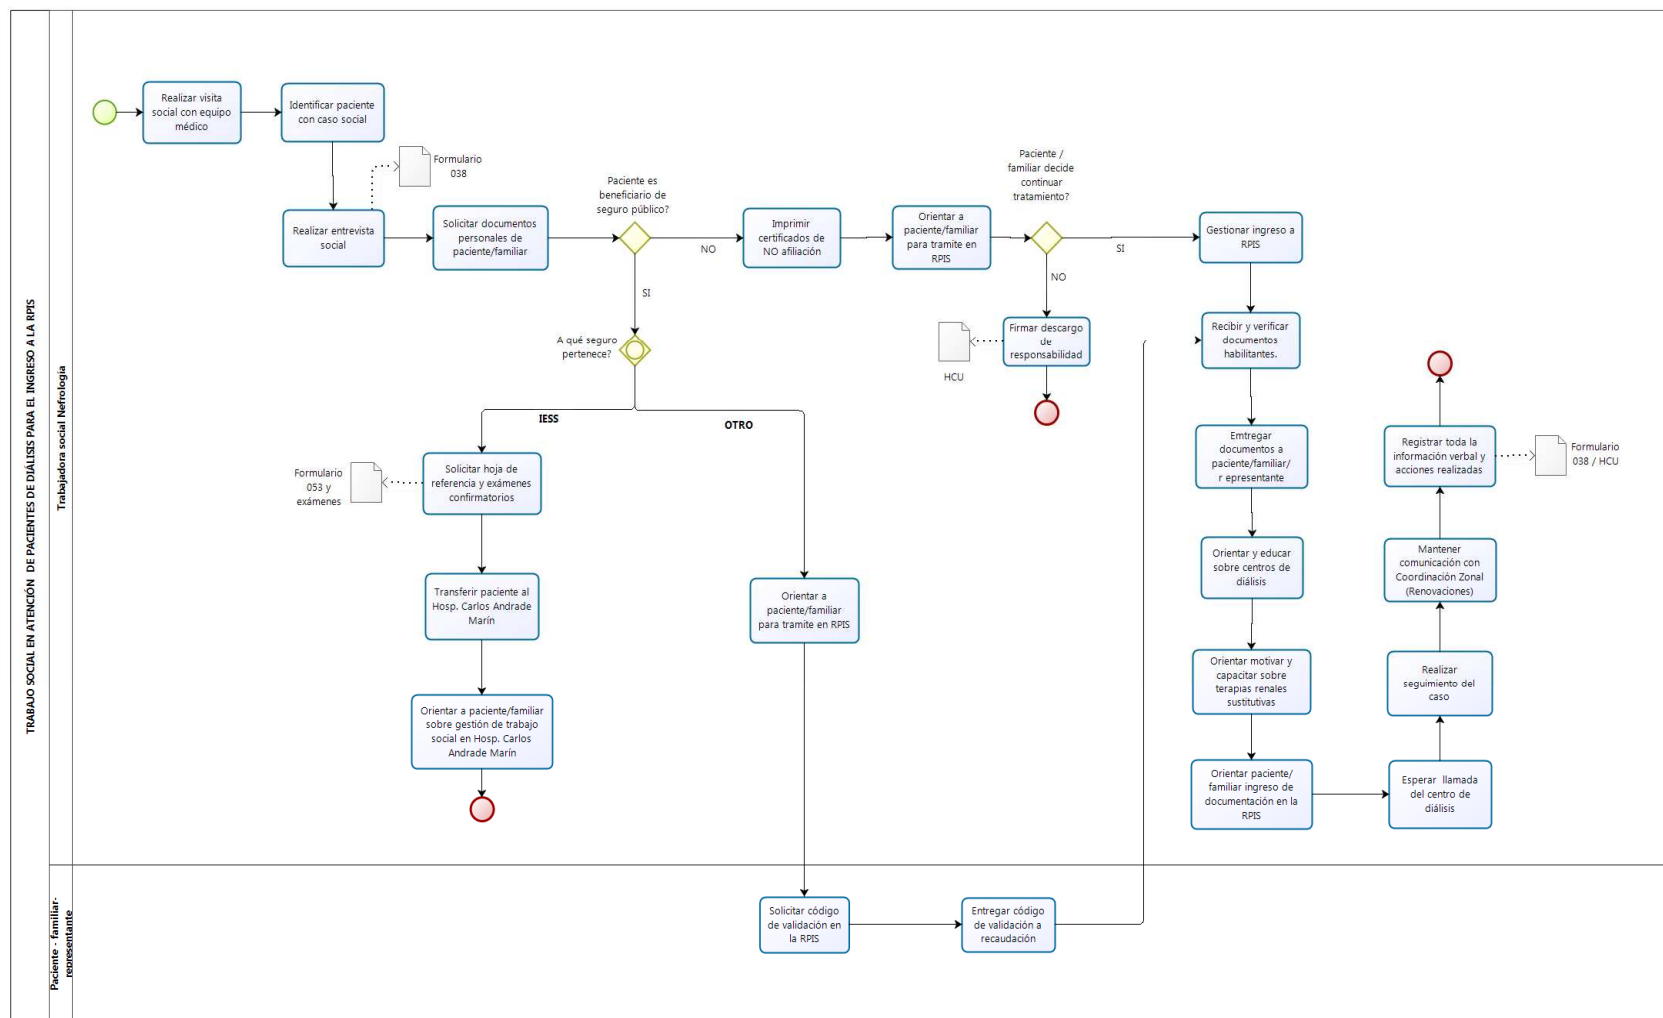 TRABAJO SOCIAL EN ATENCIÓN DE PACIENTES DE DIÁLISIS PARA EL INGRESO A LA RPIS
Trabajadora social Nefrología
Realizar visita
social con equipo
médico
Identificar paciente
con caso social
Formulario
038
Realizar entrevista
social
Solicitar documentos
personales de
paciente/familiar
Paciente es
beneficiario de
seguro público?
NO
SI
Imprimir
certificados de
NO afiliación
Orientar a
paciente/familiar
para tramite en
RPIS
Paciente /
familiar decide
continuar
tratamiento?
SI
NO
Gestionar ingreso a
RPIS
Firmar descargo
de
responsabilidad
HCU
Recibir y verificar
documentos
habilitantes.
A qué seguro
pertenece?
IESS
OTRO
Solicitar hoja de
referencia y exámenes
confirmatorios
Formulario
053 y
exámenes
Transferir paciente al
Hosp. Carlos Andrade
Marín
Orientar a paciente/familiar
sobre gestión de trabajo
social en Hosp. Carlos
Andrade Marín
Orientar a
paciente/familiar
para tramite en RPIS
Emtregar
documentos a
paciente/familiar/
r epresentante
Orientar y educar
sobre centros de
diálisis
Orientar motivar y
capacitar sobre
terapias renales
sustitutivas
Orientar paciente/
familiar ingreso de
documentación en la
RPIS
Esperar llamada
del centro de
diálisis
Realizar
seguimiento del
caso
Mantener
comunicación con
Coordinación Zonal
(Renovaciones)
Registrar toda la
información verbal y
acciones realizadas
Formulario
038 / HCU
Paciente - familiar-
representante
Solicitar código
de validación en
la RPIS
Entregar código
de validación a
recaudación